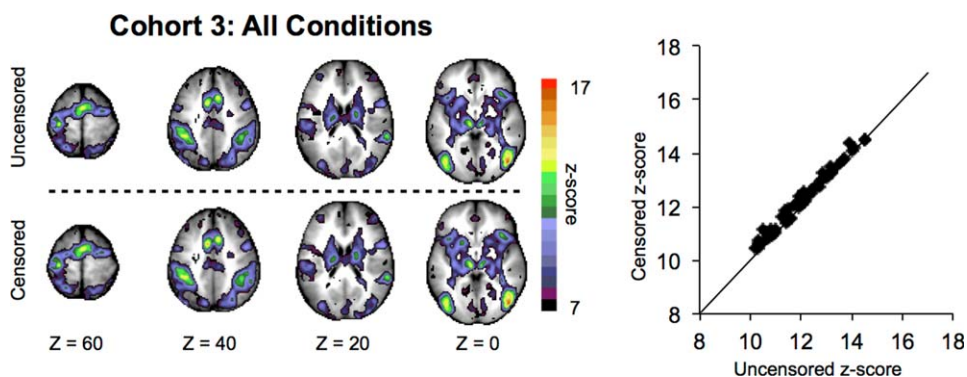 Cohort 3: All Conditions
Uncensored
Censored
Z = 60
Z = 40
Z = 20
Z = 0
17
z-score
7
Censored z-score
18
16
14
12
10
8
8 10 12 14 16 18
Uncensored z-score